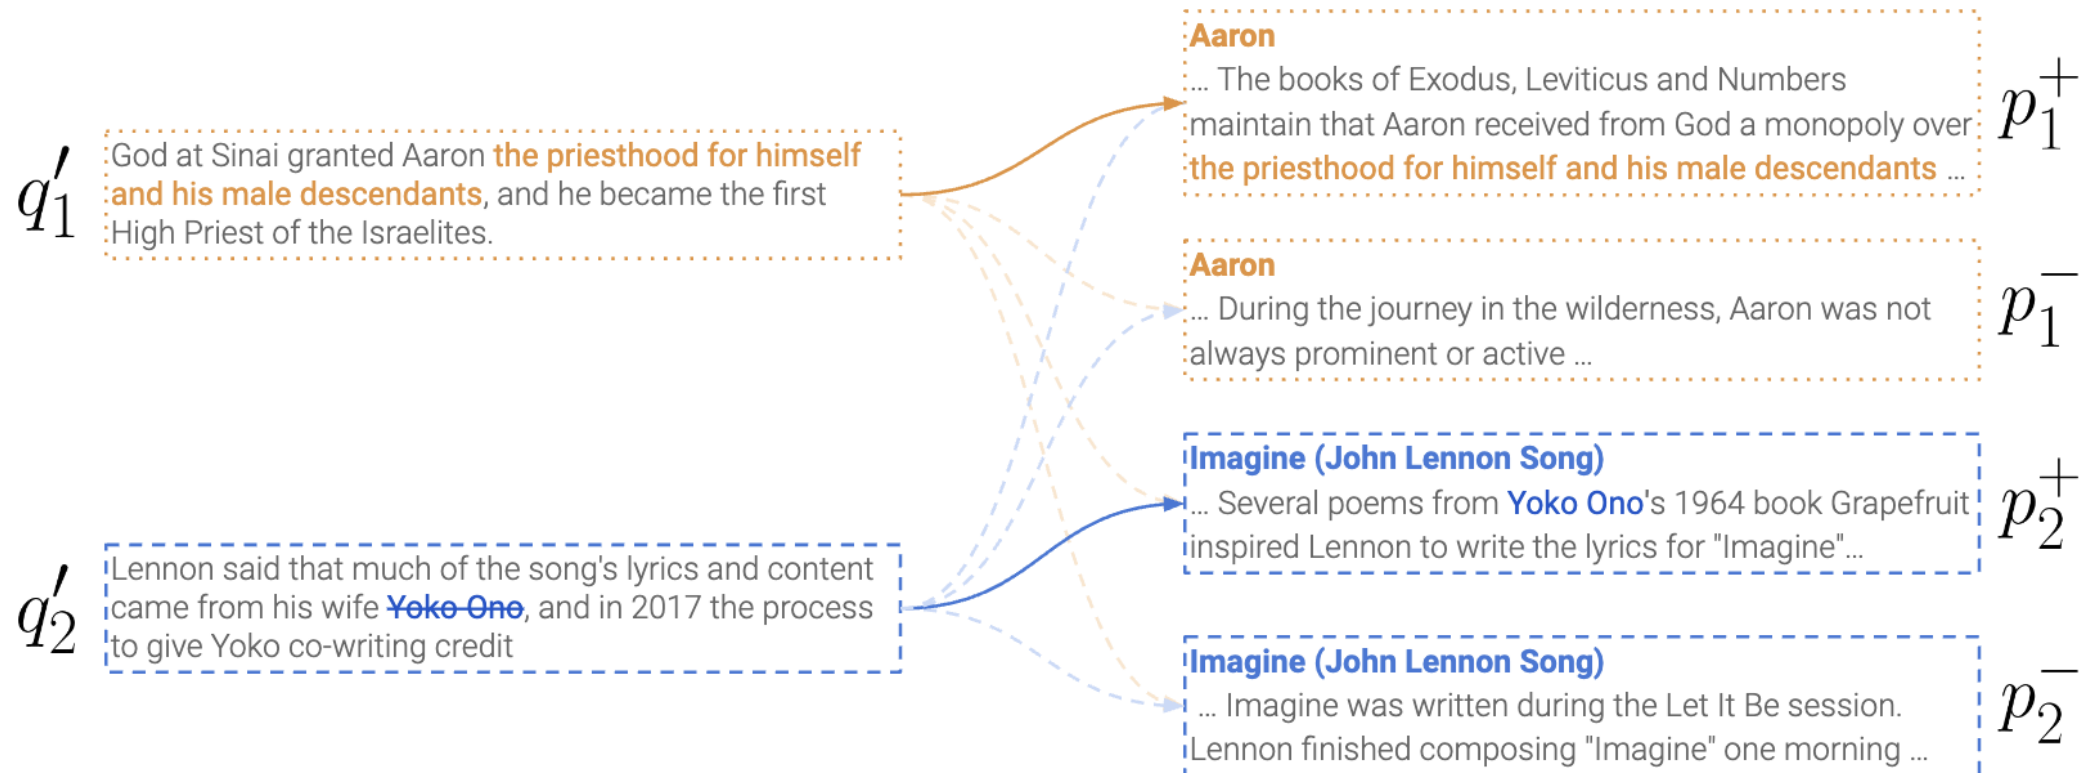 q′1
God at Sinai granted Aaron the priesthood for himself
and his male descendants, and he became the first
High Priest of the Israelites.
q′2
Lennon said that much of the song's lyrics and content
came from his wife Yoko Ono, and in 2017 the process
to give Yoko co-writing credit
Aaron
... The books of Exodus, Leviticus and Numbers
maintain that Aaron received from God a monopoly over
the priesthood for himself and his male descendants ...
p1+
Aaron
... During the journey in the wilderness, Aaron was not
always prominent or active ...
p1−
Imagine (John Lennon Song)
... Several poems from Yoko Ono's 1964 book Grapefruit
inspired Lennon to write the lyrics for "Imagine"...
p2+
Imagine (John Lennon Song)
... Imagine was written during the Let It Be session.
Lennon finished composing "Imagine" one morning ...
p2−